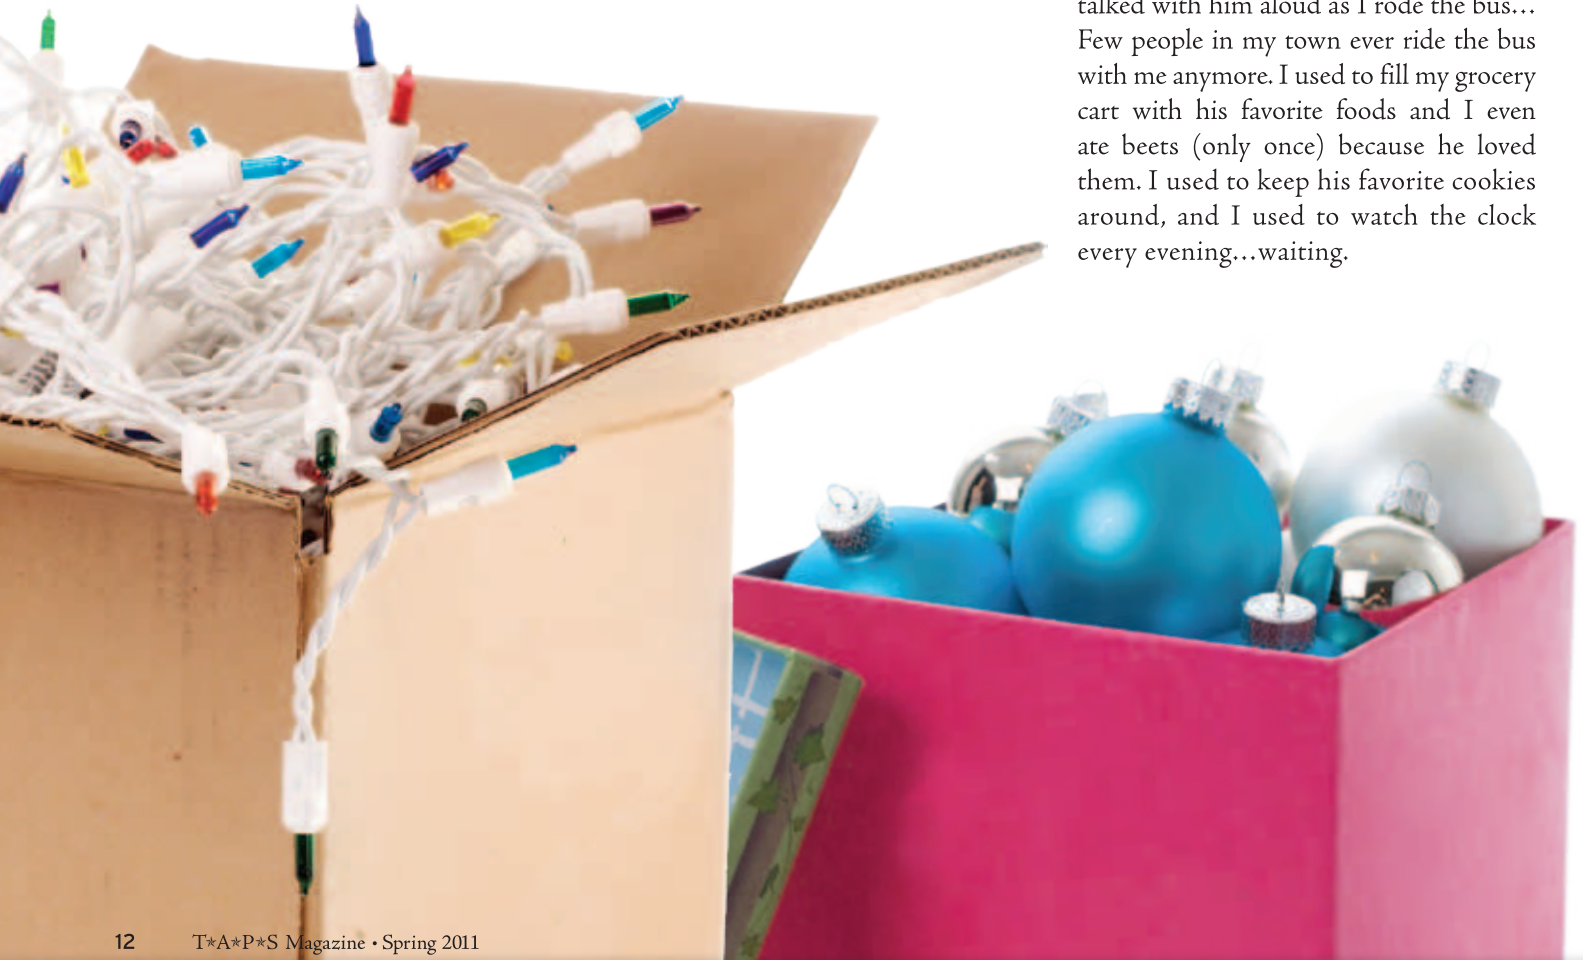 talked with him aloud as I rode the bus…
Few people in my town ever ride the bus
with me anymore. I used to fill my grocery
cart with his favorite foods and I even
ate beets (only once) because he loved
them. I used to keep his favorite cookies
around, and I used to watch the clock
every evening…waiting.
12 T*A*P*S Magazine • Spring 2011